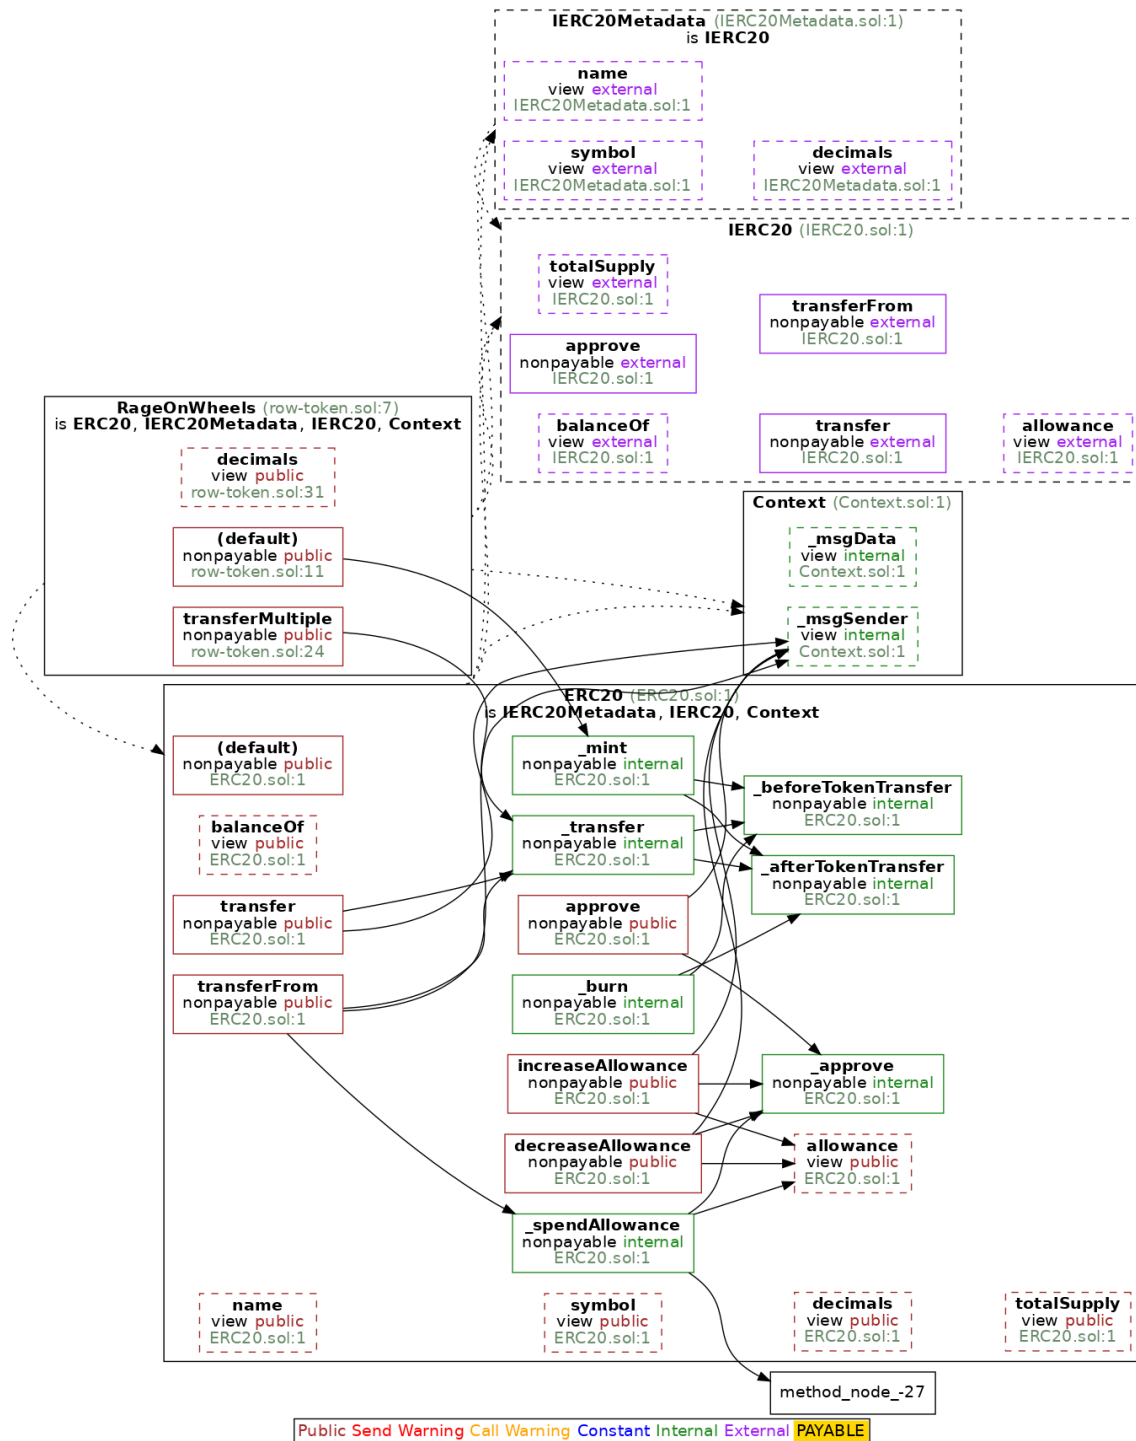 IERC20Metadata (IERC20Metadata.sol:1)
is IERC20
name
view external
IERC20Metadata.sol:1
symbol
view external
IERC20Metadata.sol:1
decimals
view external
IERC20Metadata.sol:1
IERC20 (IERC20.sol:1)
totalSupply
view external
IERC20.sol:1
transferFrom
nonpayable external
IERC20.sol:1
approve
nonpayable external
IERC20.sol:1
balanceOf
view external
IERC20.sol:1
transfer
nonpayable external
IERC20.sol:1
allowance
view external
IERC20.sol:1
RageOnWheels (row-token.sol:7)
is ERC20, IERC20Metadata, IERC20, Context
decimals
view public
row-token.sol:31
(default)
nonpayable public
row-token.sol:11
transferMultiple
nonpayable public
row-token.sol:24
Context (Context.sol:1)
_msgData
view internal
Context.sol:1
_msgSender
view internal
Context.sol:1
ERC20 (ERC20.sol:1)
is IERC20Metadata, IERC20, Context
(default)
nonpayable public
ERC20.sol:1
_mint
nonpayable internal
ERC20.sol:1
_beforeTokenTransfer
nonpayable internal
ERC20.sol:1
balanceOf
view public
ERC20.sol:1
_transfer
nonpayable internal
ERC20.sol:1
_afterTokenTransfer
nonpayable internal
ERC20.sol:1
transfer
nonpayable public
ERC20.sol:1
approve
nonpayable public
ERC20.sol:1
transferFrom
nonpayable public
ERC20.sol:1
_burn
nonpayable internal
ERC20.sol:1
increaseAllowance
nonpayable public
ERC20.sol:1
_approve
nonpayable internal
ERC20.sol:1
decreaseAllowance
nonpayable public
ERC20.sol:1
allowance
view public
ERC20.sol:1
_spendAllowance
nonpayable internal
ERC20.sol:1
name
view public
ERC20.sol:1
symbol
view public
ERC20.sol:1
decimals
view public
ERC20.sol:1
totalSupply
view public
ERC20.sol:1
method_node_-27
Public Send Warning Call Warning Constant Internal External PAYABLE